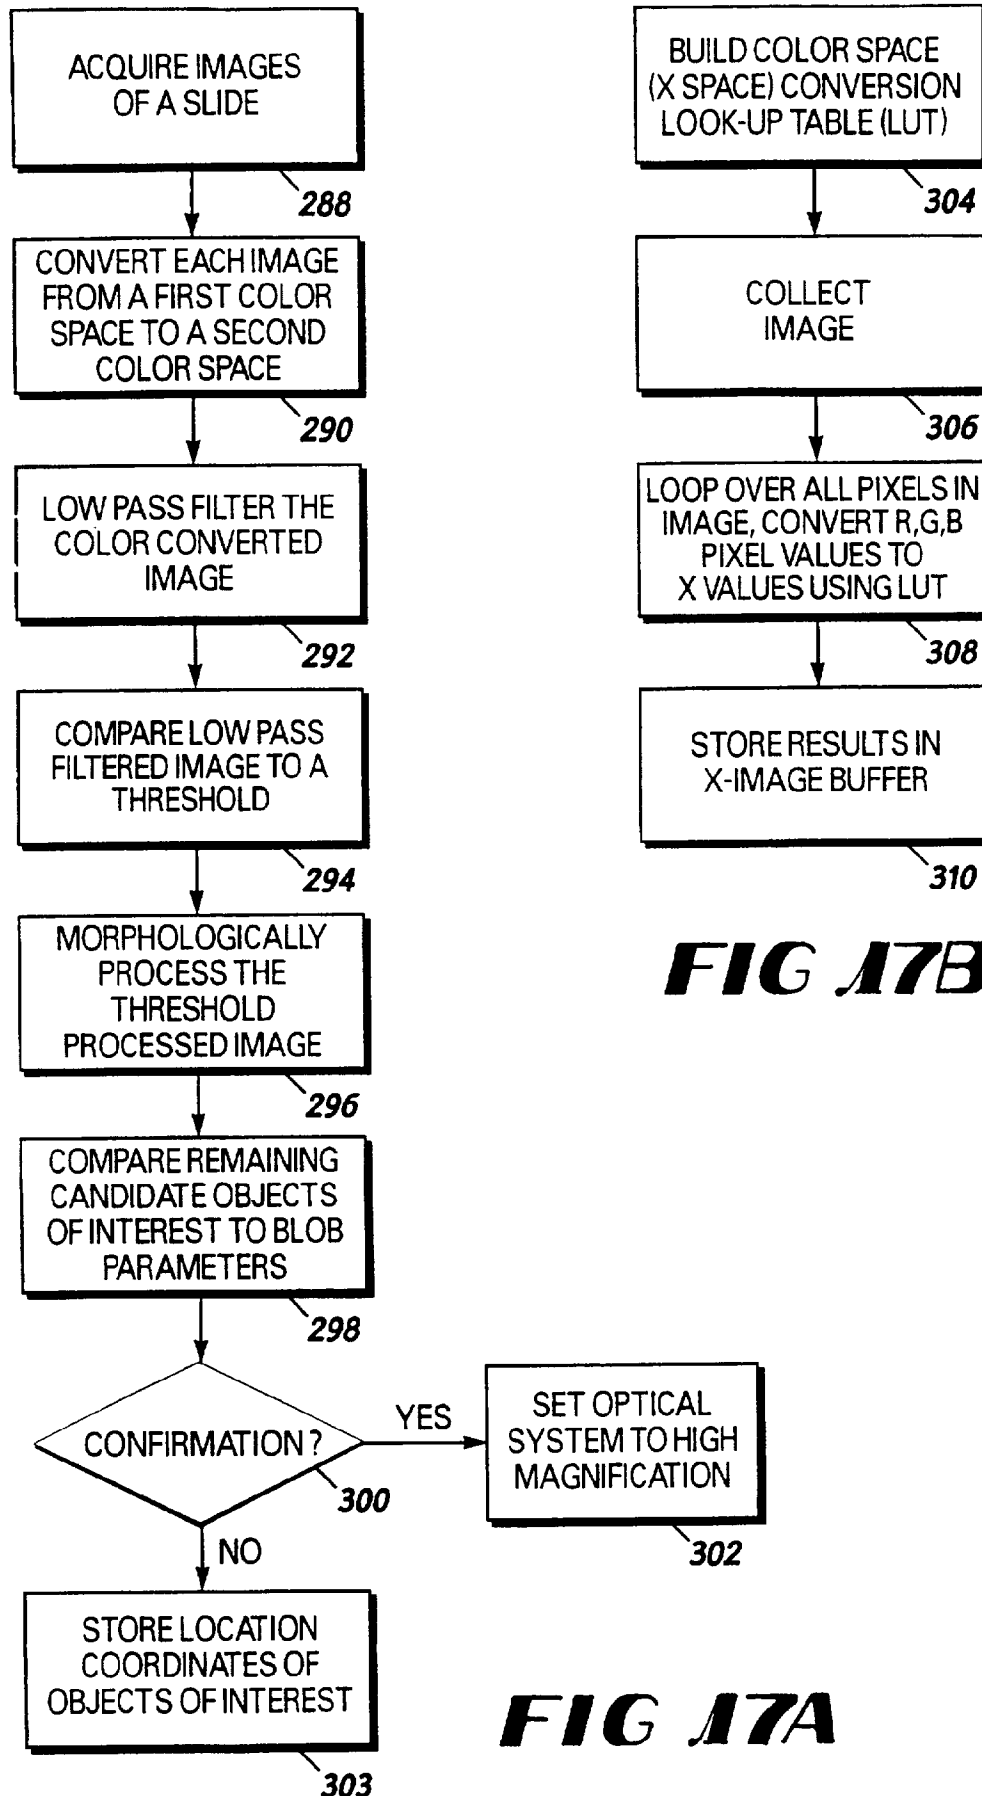 ACQUIRE IMAGES
OF A SLIDE
288
CONVERT EACH IMAGE
FROM A FIRST COLOR
SPACE TO A SECOND
COLOR SPACE
290
LOW PASS FILTER THE
COLOR CONVERTED
IMAGE
292
COMPARE LOW PASS
FILTERED IMAGE TO A
THRESHOLD
294
MORPHOLOGICALLY
PROCESS THE
THRESHOLD
PROCESSED IMAGE
296
COMPARE REMAINING
CANDIDATE OBJECTS
OF INTEREST TO BLOB
PARAMETERS
298
CONFIRMATION ?
300
YES
SET OPTICAL
SYSTEM TO HIGH
MAGNIFICATION
302
NO
STORE LOCATION
COORDINATES OF
OBJECTS OF INTEREST
303
FIG 17A
BUILD COLOR SPACE
(X SPACE) CONVERSION
LOOK-UP TABLE (LUT)
304
COLLECT
IMAGE
306
LOOP OVER ALL PIXELS IN
IMAGE, CONVERT R,G,B
PIXEL VALUES TO
X VALUES USING LUT
308
STORE RESULTS IN
X-IMAGE BUFFER
310
FIG 17B